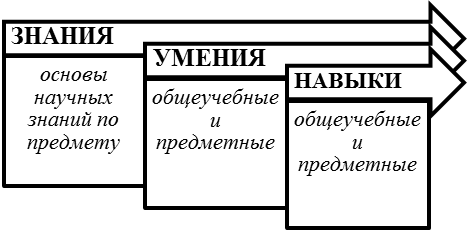 ЗНАНИЯ
основы
научных
знаний по
предмету
УМЕНИЯ
общеучебные
и
предметные
НАВЫКИ
общеучебные
и
предметные